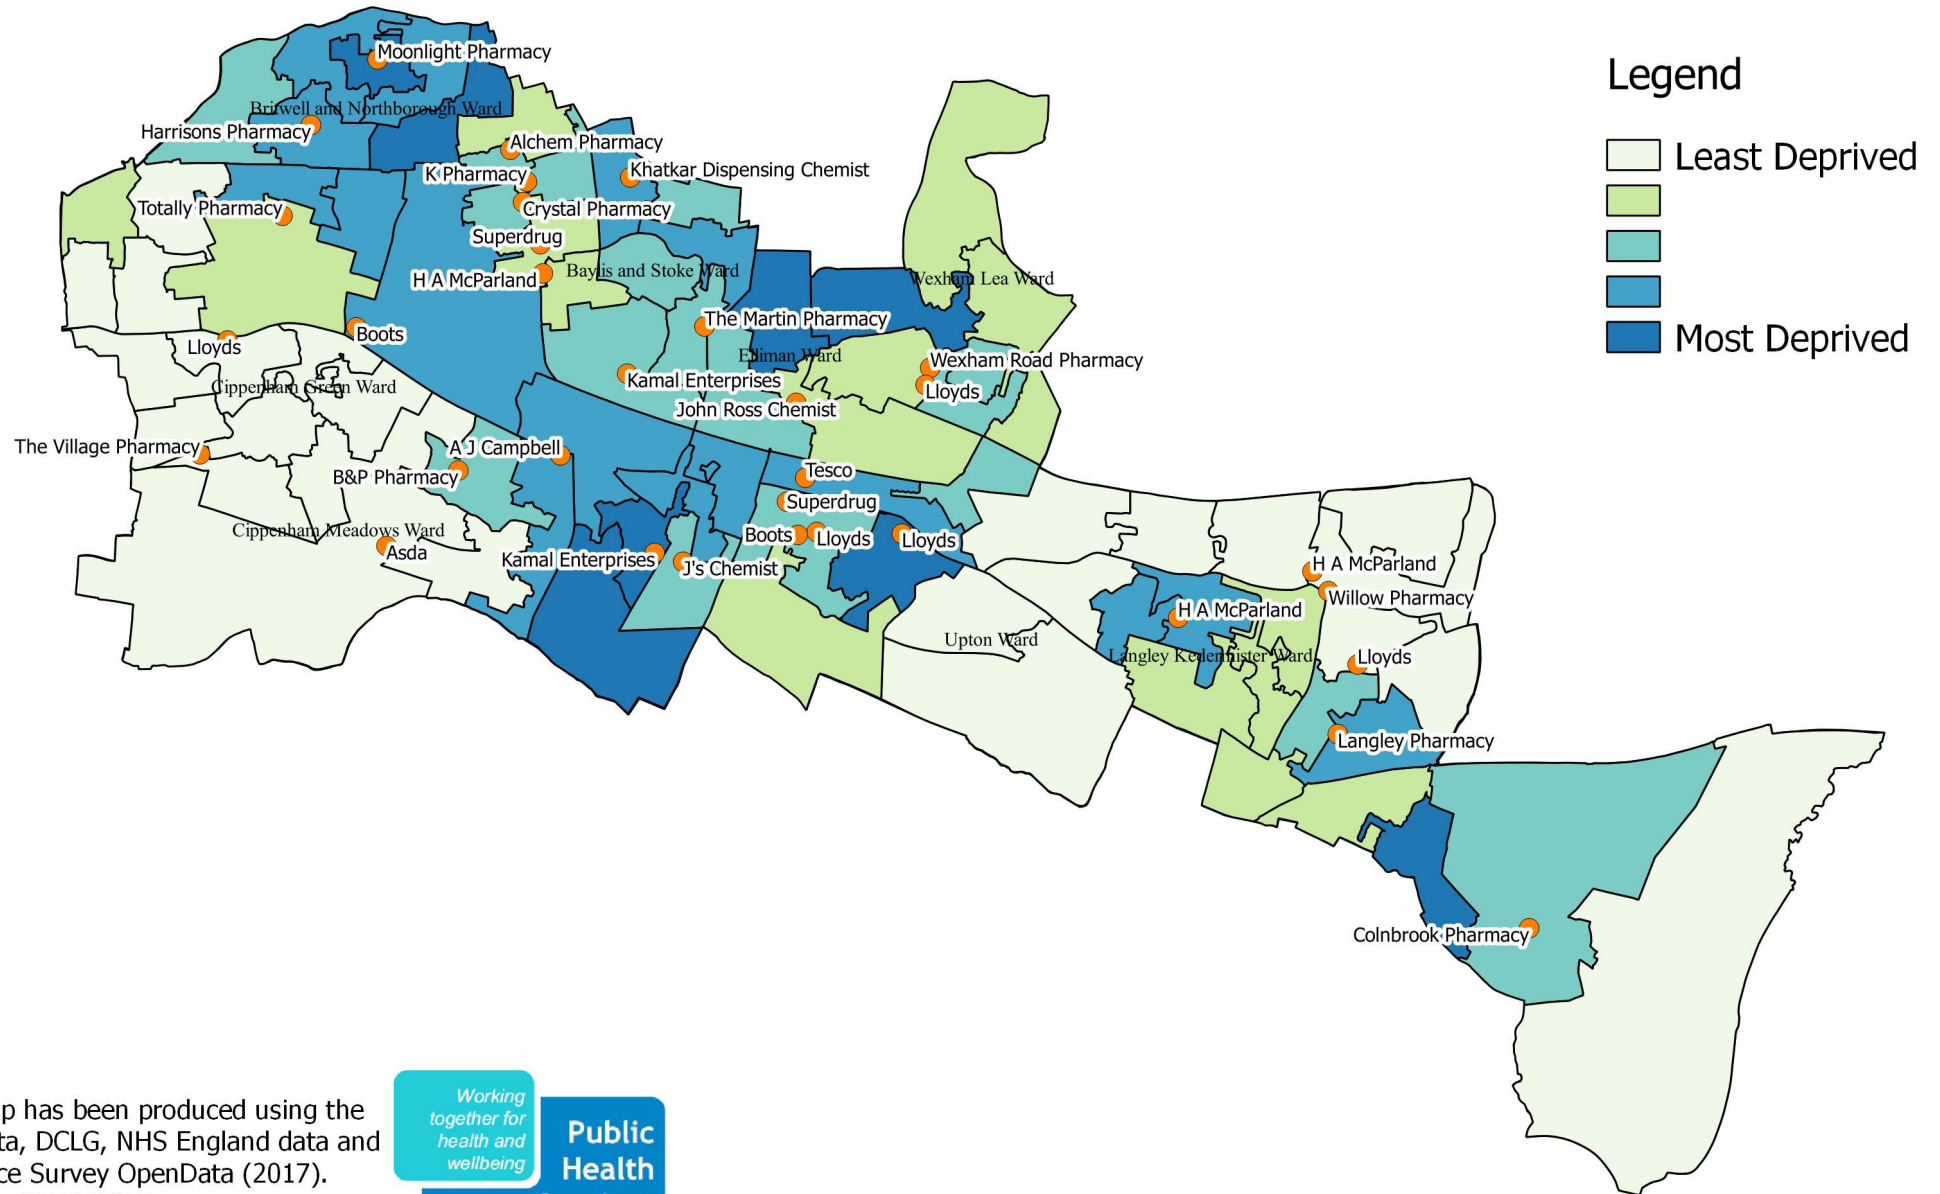 Moonlight Pharmacy
Britwell and Northborough Ward
Harrisons Pharmacy
Alchem Pharmacy
K Pharmacy
Khatkar Dispensing Chemist
Totally Pharmacy
Crystal Pharmacy
Superdrug
H A McParland
Baylis and Stoke Ward
Wexham Lea Ward
The Martin Pharmacy
Boots
Lloyds
Elliman Ward
Wexham Road Pharmacy
Cippenham Green Ward
Kamal Enterprises
Lloyds
John Ross Chemist
The Village Pharmacy
A J Campbell
B&P Pharmacy
Tesco
Superdrug
Cippenham Meadows Ward
Asda
Boots
Lloyds
Lloyds
Kamal Enterprises
J's Chemist
H A McParland
Willow Pharmacy
H A McParland
Upton Ward
Langley Kedermister Ward
Lloyds
Langley Pharmacy
Colnbrook Pharmacy
Legend
Least Deprived
Most Deprived
p has been produced using the
ta, DCLG, NHS England data and
ce Survey OpenData (2017).
Working
together for
health and
wellbeing
Public
Health